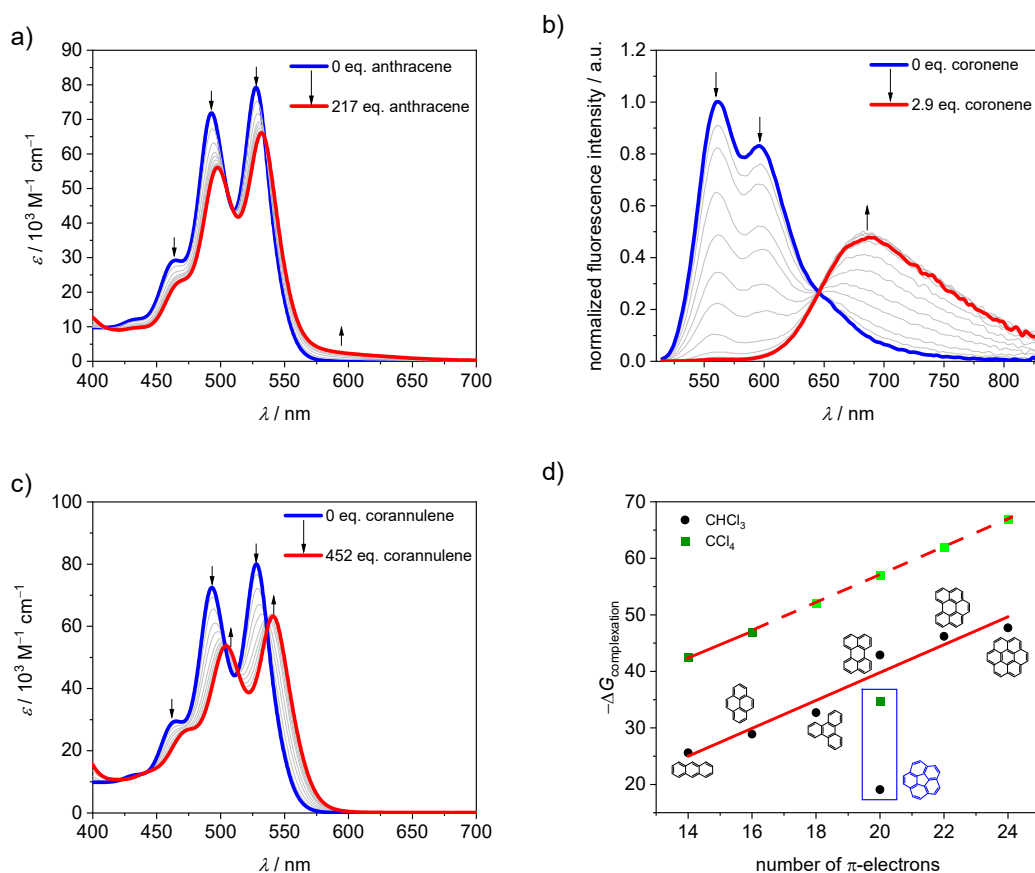 a)
90
80
70
60
50
40
30
20
10
0
ε / 10³ M⁻¹ cm⁻¹
0 eq. anthracene
217 eq. anthracene
400 450 500 550 600 650 700
λ / nm
b)
1.2
1.0
0.8
0.6
0.4
0.2
0.0
normalized fluorescence intensity / a.u.
0 eq. coronene
2.9 eq. coronene
550 600 650 700 750 800
λ / nm
c)
100
80
60
40
20
0
ε / 10³ M⁻¹ cm⁻¹
0 eq. corannulene
452 eq. corannulene
400 450 500 550 600 650 700
λ / nm
d)
70
60
50
40
30
20
−ΔG complexation
CHCl₃
CCl₄
14 16 18 20 22 24
number of π-electrons